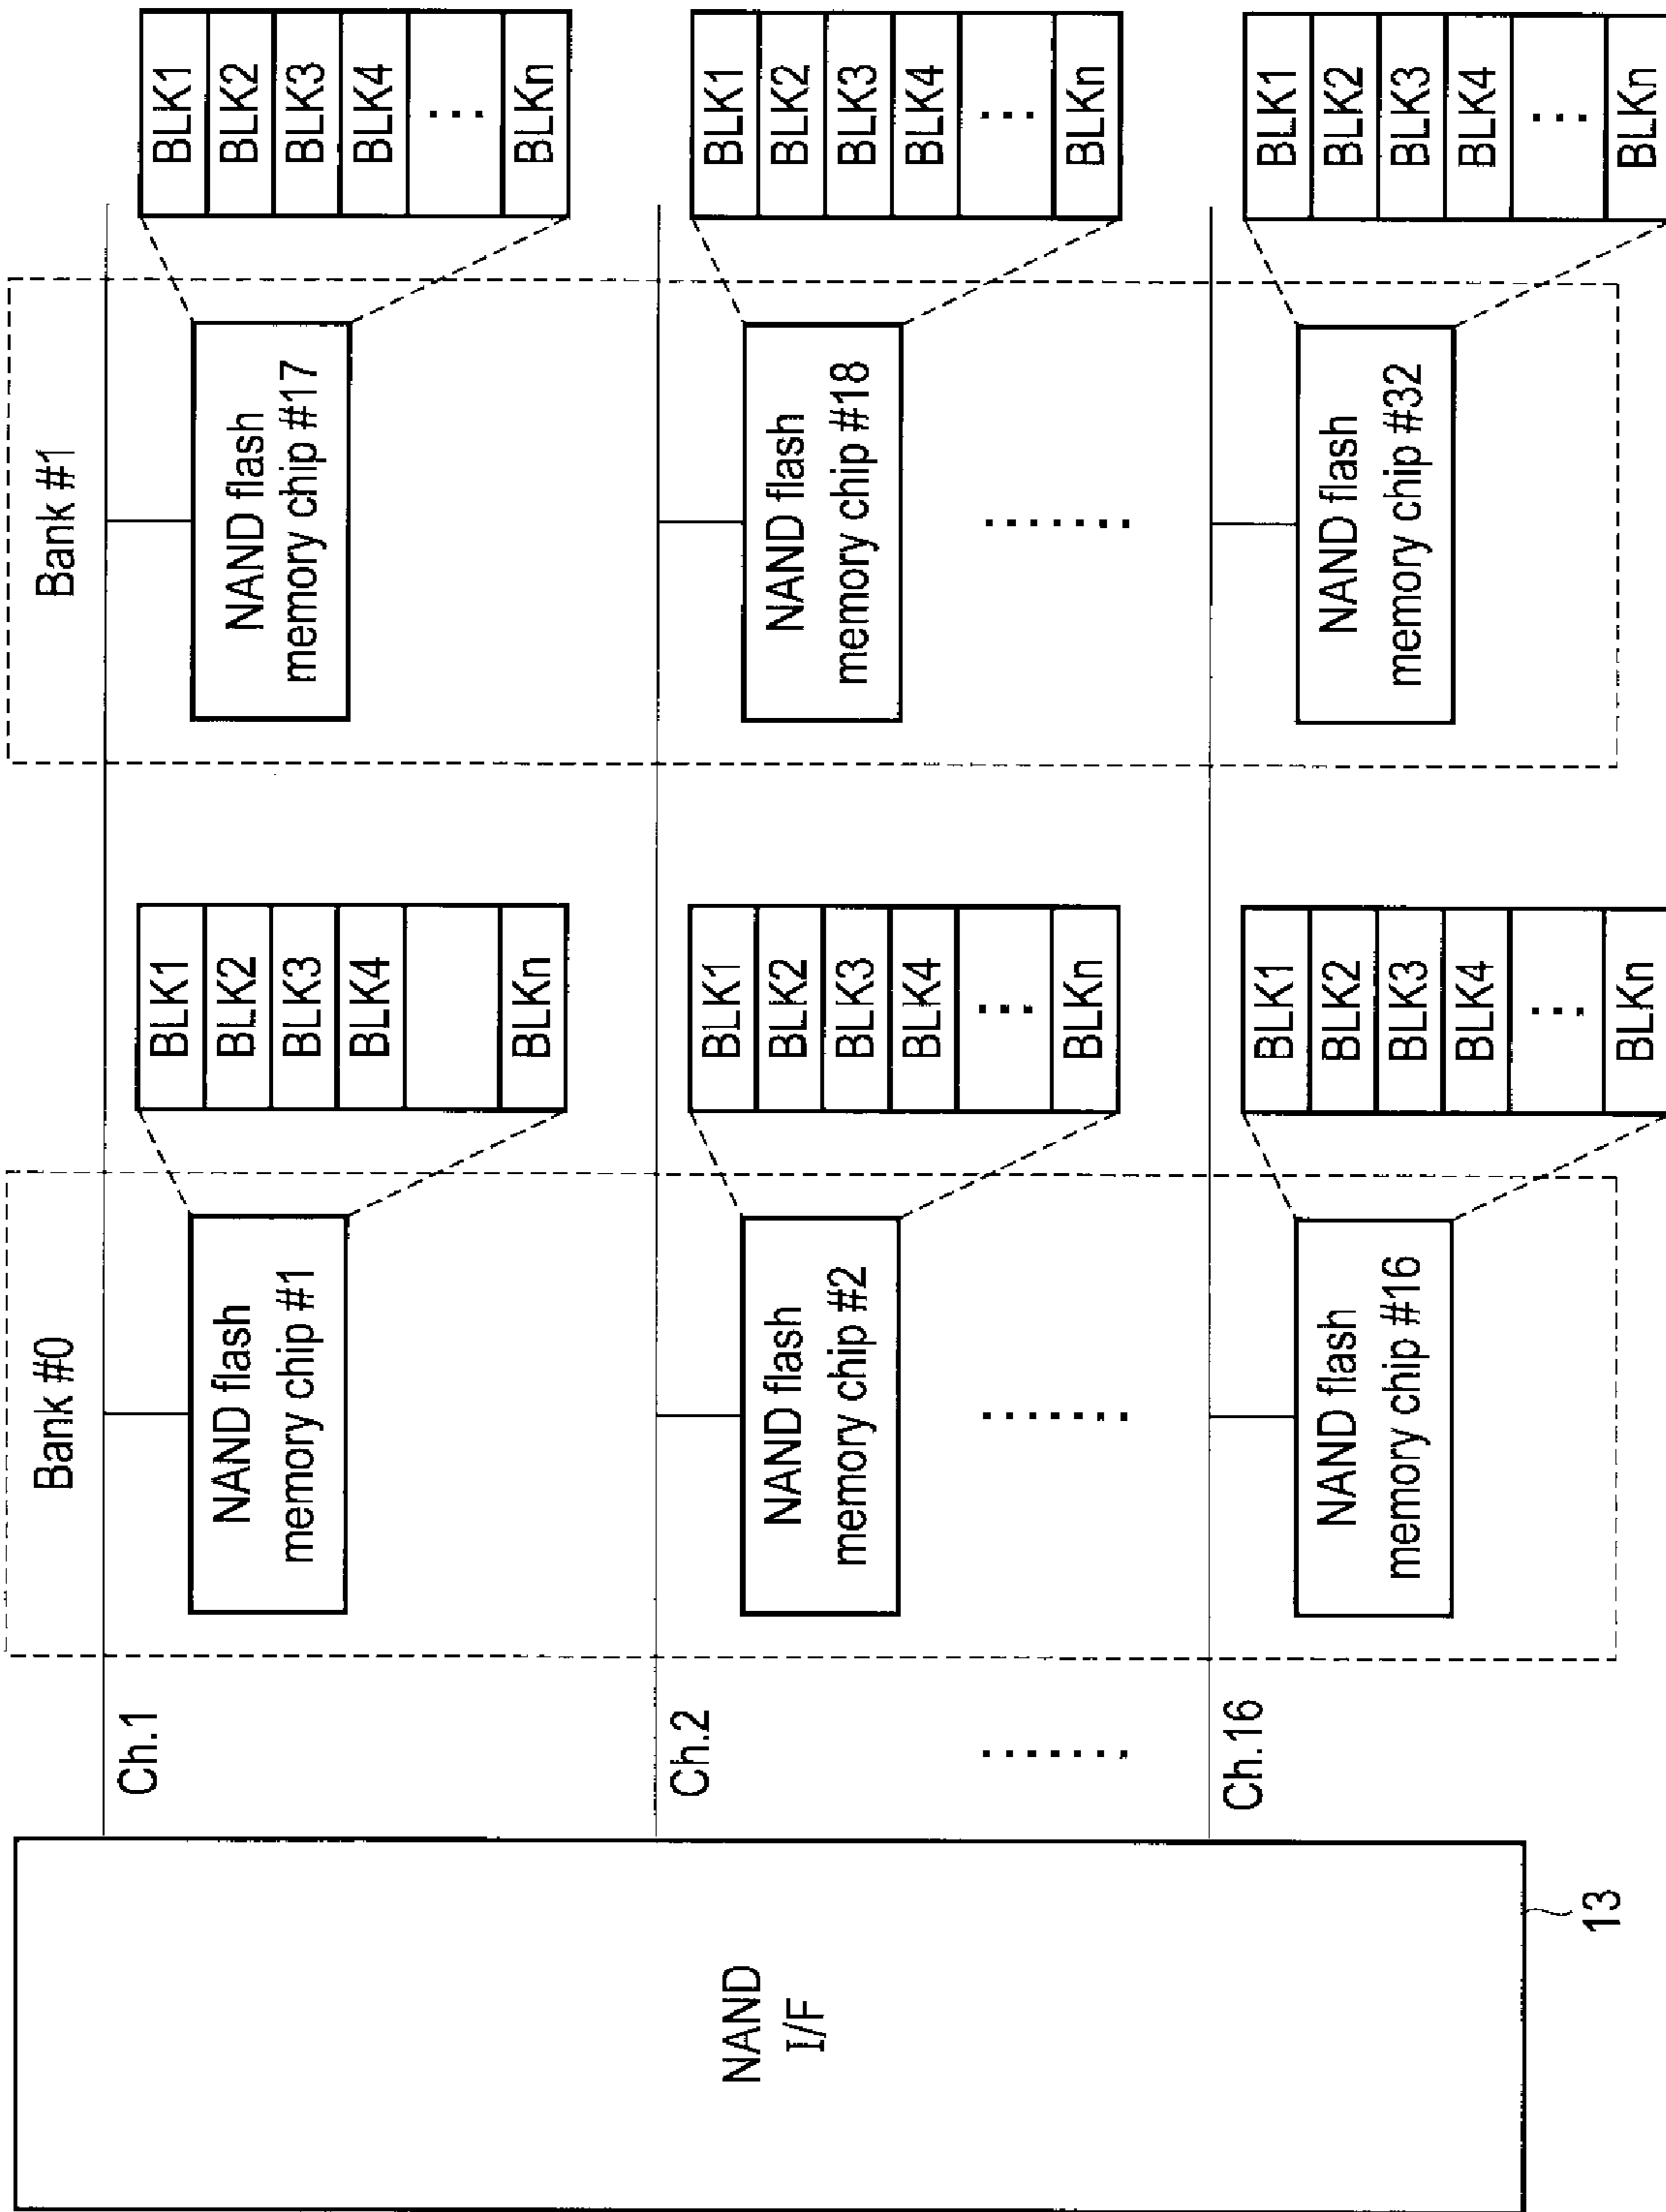 Bank #0
Bank #1
Ch.1
NAND flash
memory chip #1
BLK1
BLK2
BLK3
BLK4
BLKn
NAND flash
memory chip #17
BLK1
BLK2
BLK3
BLK4
...
BLKn
Ch.2
NAND flash
memory chip #2
BLK1
BLK2
BLK3
BLK4
...
BLKn
NAND flash
memory chip #18
BLK1
BLK2
BLK3
BLK4
...
BLKn
NAND
I/F
.......
.......
.......
Ch.16
NAND flash
memory chip #16
BLK1
BLK2
BLK3
BLK4
...
BLKn
NAND flash
memory chip #32
BLK1
BLK2
BLK3
BLK4
...
BLKn
13